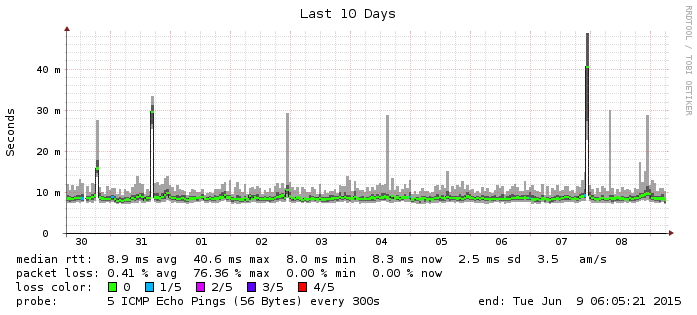 Last 10 Days
RRDTOOL / TOBI OETIKER
Seconds
40 m
30 m
20 m
10 m
0
30 31 01 02 03 04 05 06 07 08
median rtt: 8.9 ms avg 40.6 ms max 8.0 ms min 8.3 ms now 2.5 ms sd 3.5 am/s
packet loss: 0.41 % avg 76.36 % max 0.00 % min 0.00 % now
loss color: 0 1/5 2/5 3/5 4/5
probe: 5 ICMP Echo Pings (56 Bytes) every 300s end: Tue Jun 9 06:05:21 2015